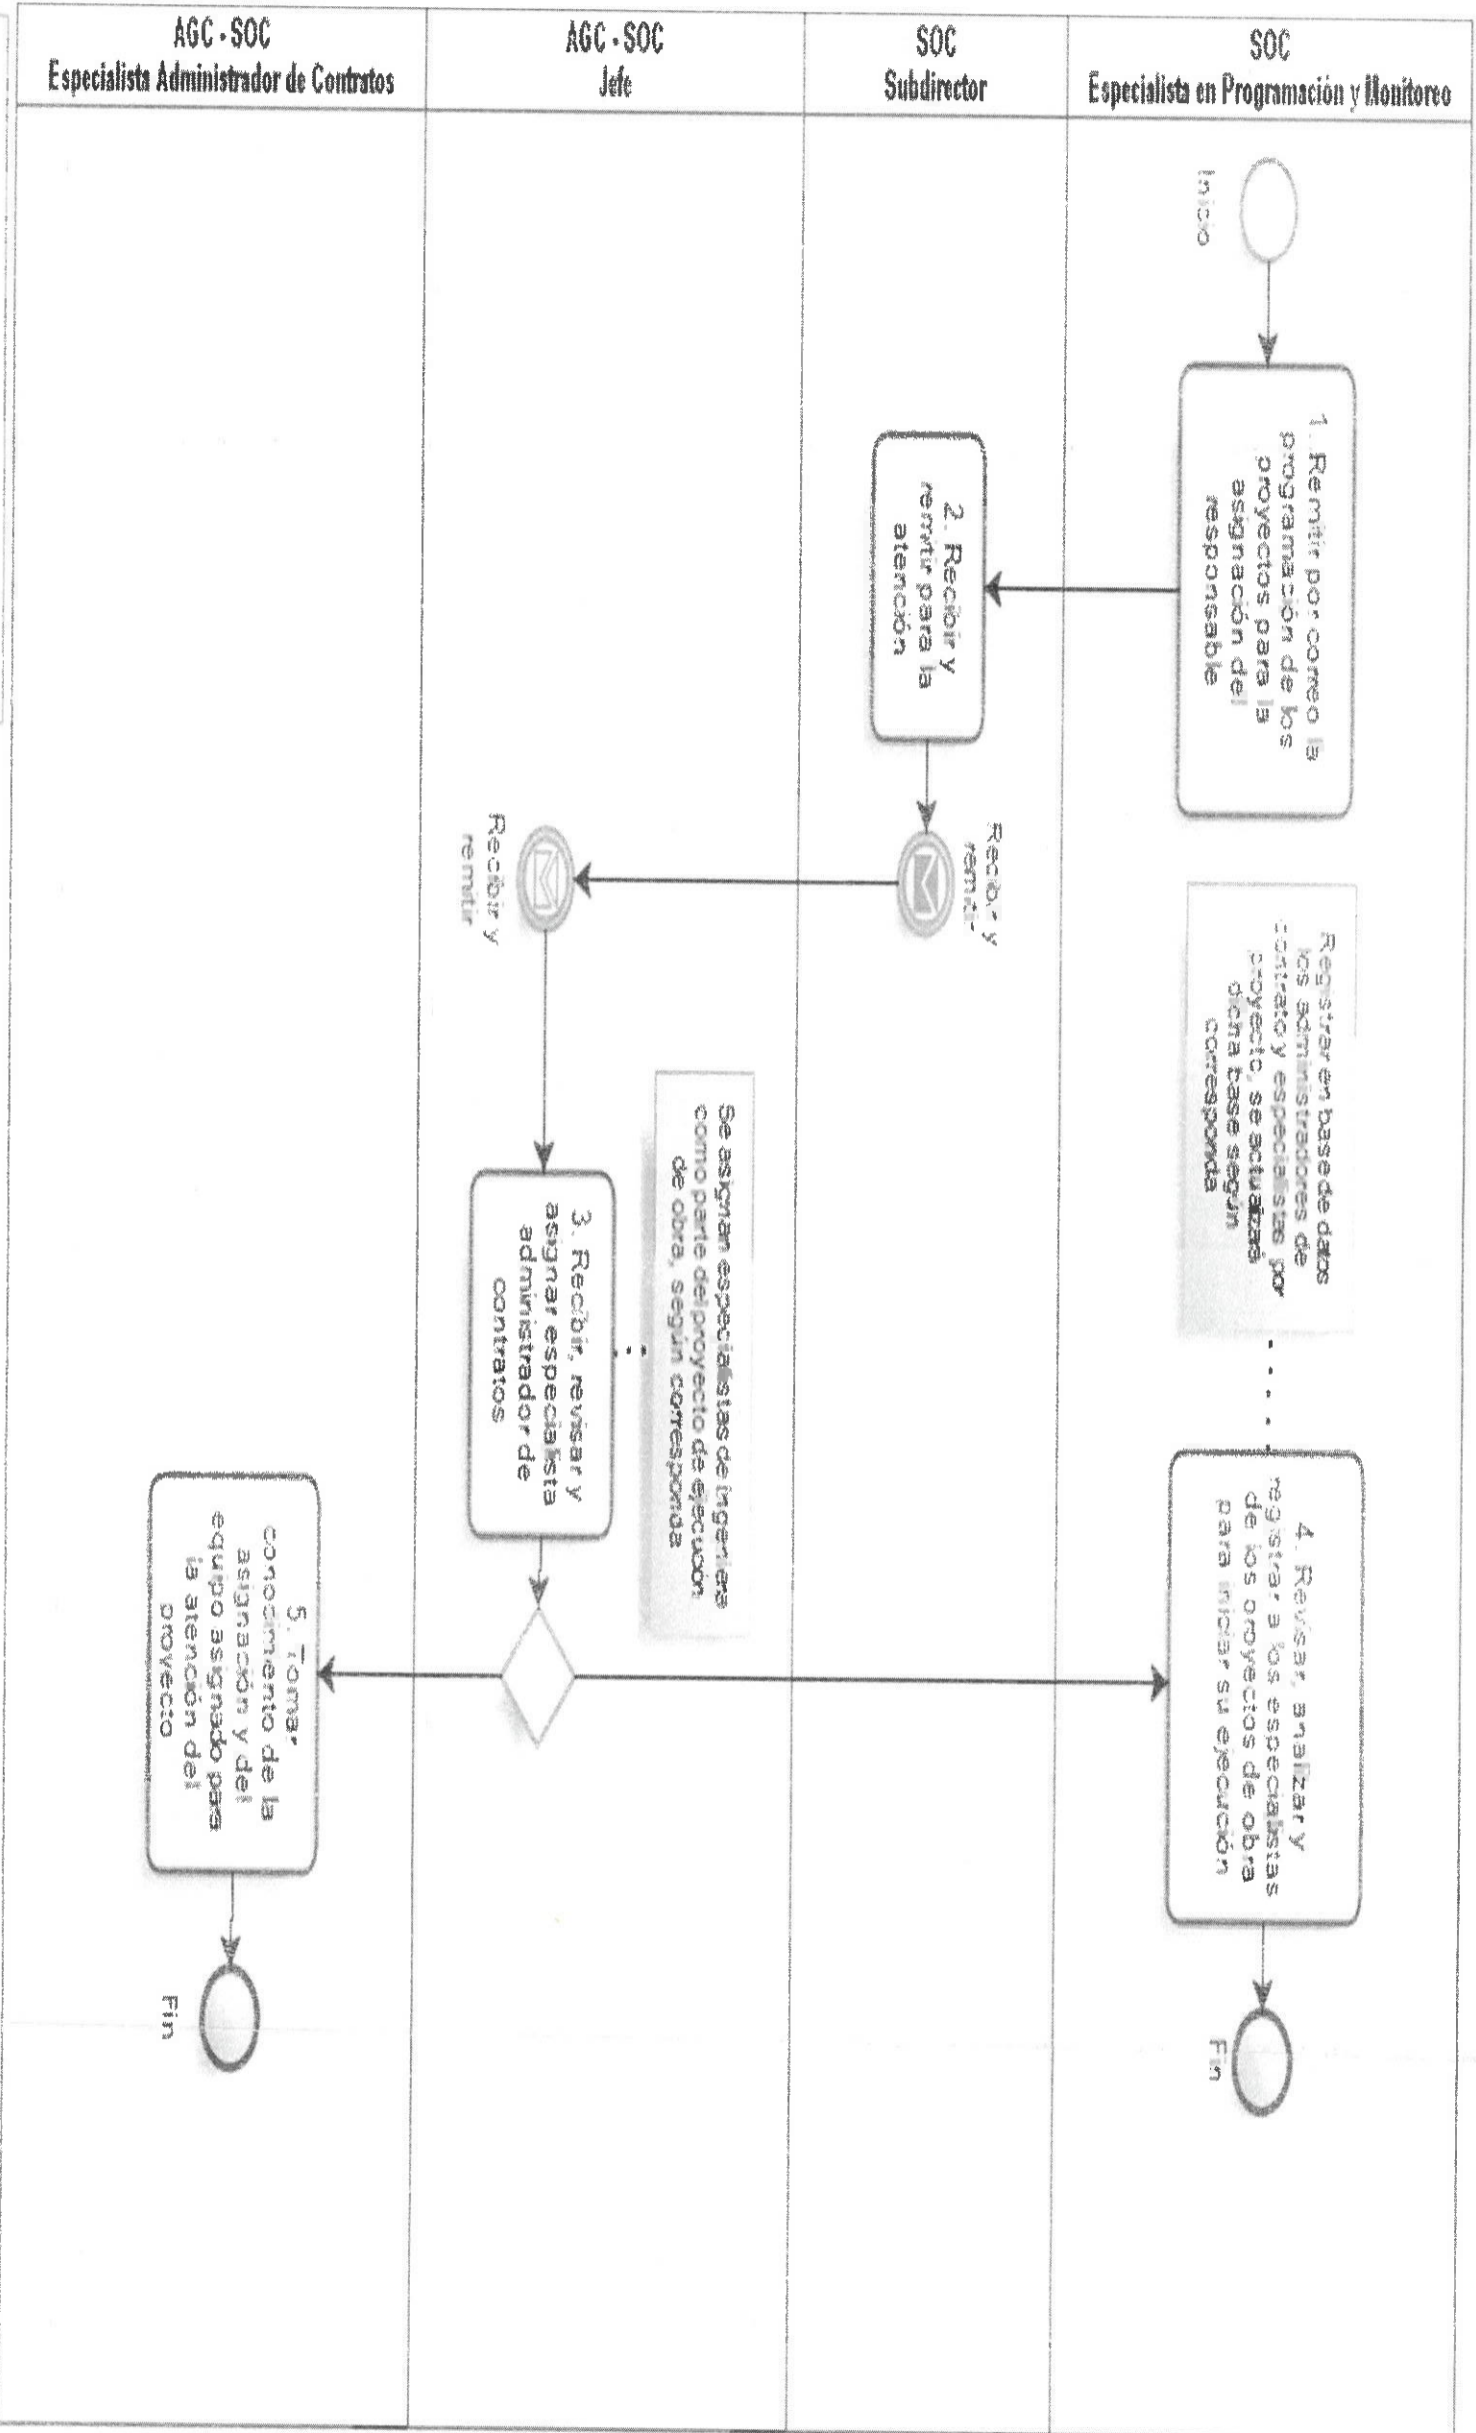 AGC - SOC
Especialista Administrador de Contratos
AGC - SOC
Jefe
SOC
Subdirector
SOC
Especialista en Programación y Monitoreo
Inicio
1. Remitir por correo la
programación de los
proyectos para la
asignación del
responsable
2. Recibir y
remitir para la
atención
Recibir y
remitir
Recibir y
remitir
Registrar en base de datos
los administradores de
contrato y especialistas por
proyecto, se actualizará
dicha base según
corresponda
Se asignan especialistas de ingeniería
como parte del proyecto de ejecución
de obra, según corresponda
3. Recibir, revisar y
asignar especialista
administrador de
contratos
4. Revisar, analizar y
registrar a los especialistas
de los proyectos de obra
para iniciar su ejecución
5. Tomar
conocimiento de la
asignación y del
equipo asignado para
la atención del
proyecto
Fin
Fin